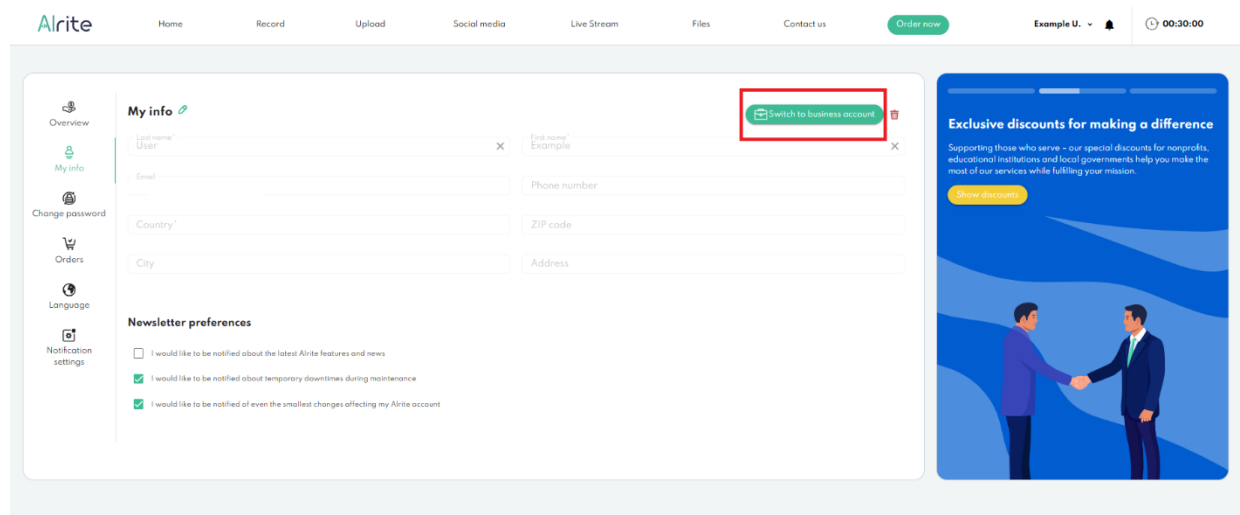 Alrite
Home
Record
Upload
Social media
Live Stream
Files
Contact us
Order now
Example U.
00:30:00
Overview
My info
Change password
Orders
Language
Notification
settings
My info
Switch to business account
Last name*
User
First name*
Example
Email
Phone number
Country*
ZIP code
City
Address
Newsletter preferences
I would like to be notified about the latest Alrite features and news
I would like to be notified about temporary downtimes during maintenance
I would like to be notified of even the smallest changes affecting my Alrite account
Exclusive discounts for making a difference
Supporting those who serve – our special discounts for nonprofits,
educational institutions and local governments help you make the
most of our services while fulfilling your mission.
Show discounts